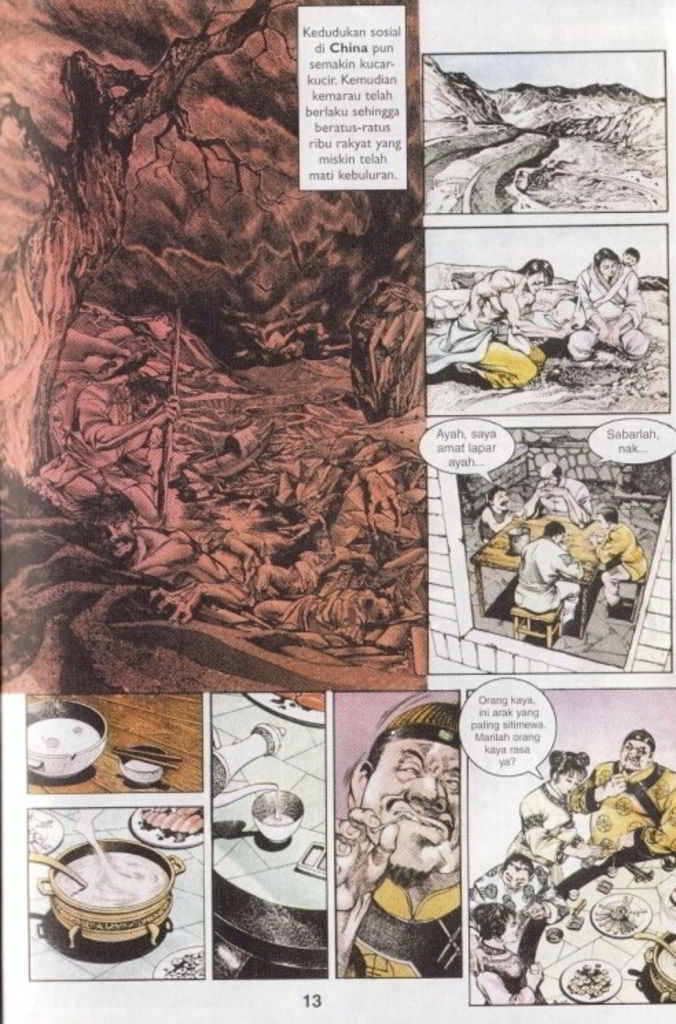 Kedudukan sosial
di China pun
semakin kucar-
kucir. Kemudian
kemarau telah
berlaku sehingga
beratus-ratus
ribu rakyat yang
miskin telah
mati kebuluran.
Ayah, saya
amat lapar
ayah...
Sabarlah,
nak...
Orang kaya,
ini arak yang
paling sitimewa.
Marilah orang
kaya rasa
ya?
13